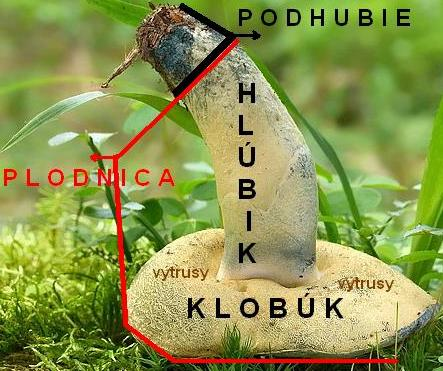 PODHUBIE
HLÚBIK
PLODNICA
vytrusy
vytrusy
KLOBÚK